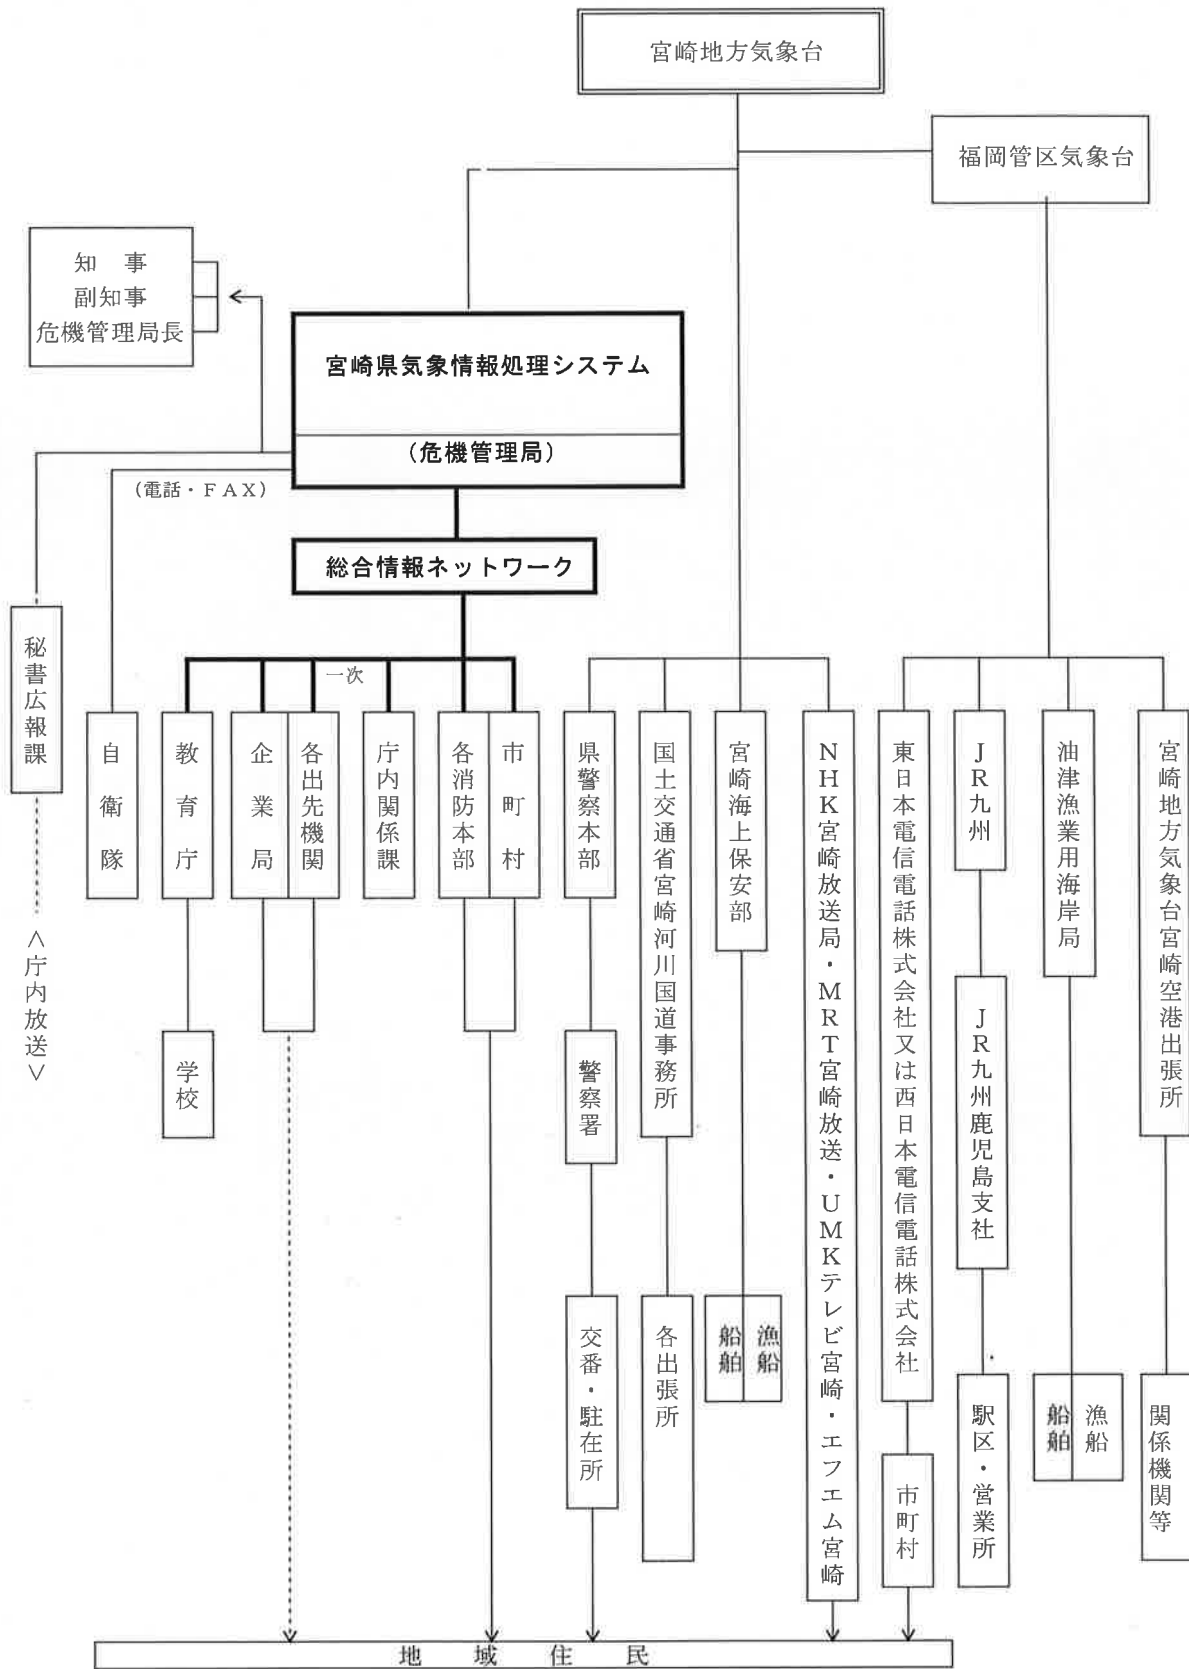 宮崎地方気象台
福岡管区気象台
知　事
副知事
危機管理局長
宮崎県気象情報処理システム
（危機管理局）
（電話・ＦＡＸ）
総合情報ネットワーク
一次
秘書広報課
＜庁内放送＞
自衛隊
教育庁
企業局
各出先機関
庁内関係課
各消防本部
市町村
県警察本部
国土交通省宮崎河川国道事務所
宮崎海上保安部
ＮＨＫ宮崎放送局・ＭＲＴ宮崎放送・ＵＭＫテレビ宮崎・エフエム宮崎
東日本電信電話株式会社又は西日本電信電話株式会社
ＪＲ九州
油津漁業用海岸局
宮崎地方気象台宮崎空港出張所
学校
警察署
ＪＲ九州鹿児島支社
交番・駐在所
各出張所
船舶
漁船
市町村
駅区・営業所
船舶
漁船
関係機関等
地　域　住　民